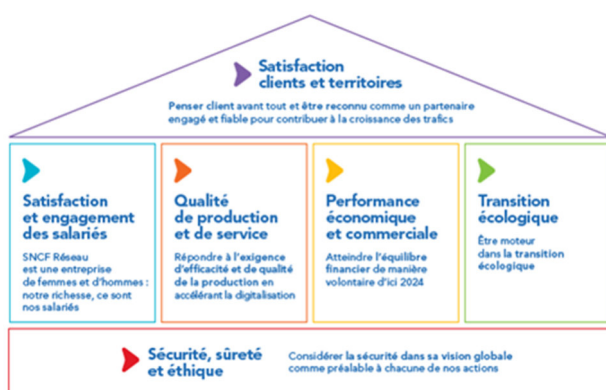 Satisfaction
clients et territoires
Penser client avant tout et être reconnu comme un partenaire
engagé et fiable pour contribuer à la croissance des trafics
Satisfaction
et engagement
des salariés
SNCF Réseau
est une entreprise
de femmes et d'hommes :
notre richesse, ce sont
nos salariés
Qualité
de production
et de service
Répondre à l'exigence
d'efficacité et de qualité
de la production en
accélérant la digitalisation
Performance
économique
et commerciale
Atteindre l'équilibre
financier de manière
volontaire d'ici 2024
Transition
écologique
Être moteur
dans la transition
écologique
Sécurité, sûreté
et éthique
Considérer la sécurité dans sa vision globale
comme préalable à chacune de nos actions